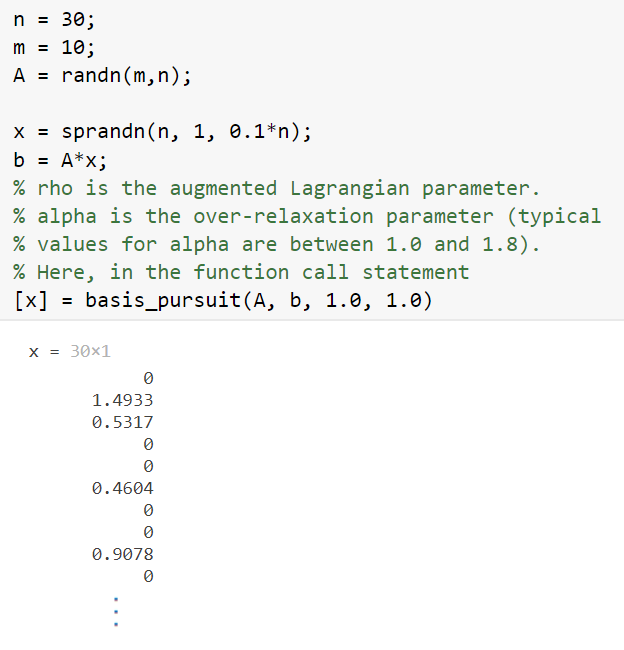 n = 30;
m = 10;
A = randn(m,n);
x = sprandn(n, 1, 0.1*n);
b = A*x;
% rho is the augmented Lagrangian parameter.
% alpha is the over-relaxation parameter (typical
% values for alpha are between 1.0 and 1.8).
% Here, in the function call statement
[x] = basis_pursuit(A, b, 1.0, 1.0)
x = 30×1
0
1.4933
0.5317
0
0
0.4604
0
0
0.9078
0
⋮